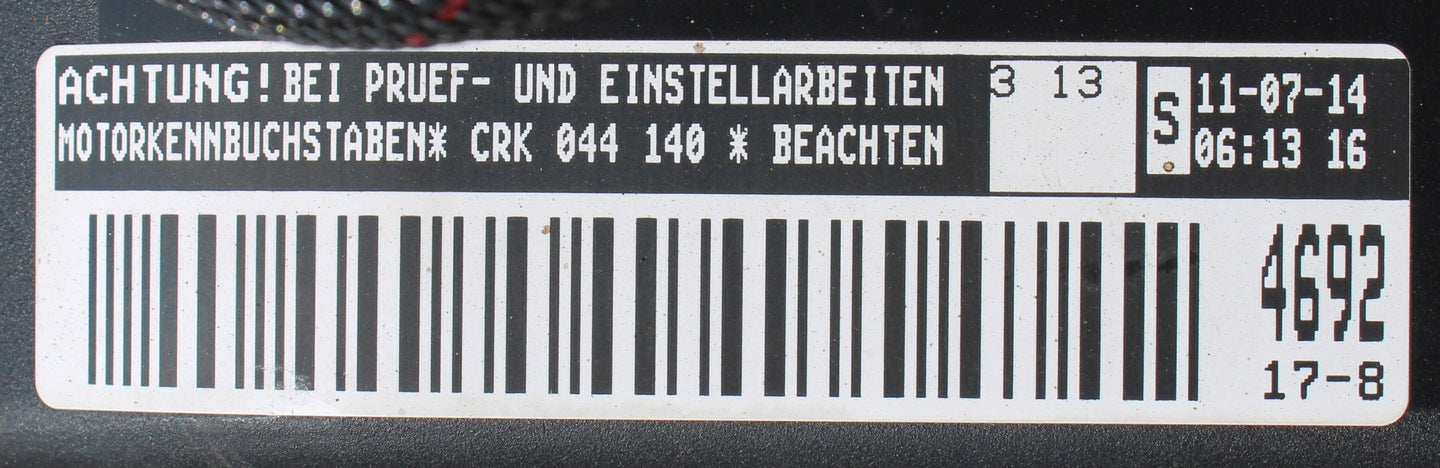 ACHTUNG! BEI PRUEF- UND EINSTELLARBEITEN
MOTORKENNBUCHSTABEN* CRK 044 140 * BEACHTEN
3 13
S
11-07-14
06:13 16
4692
17-8